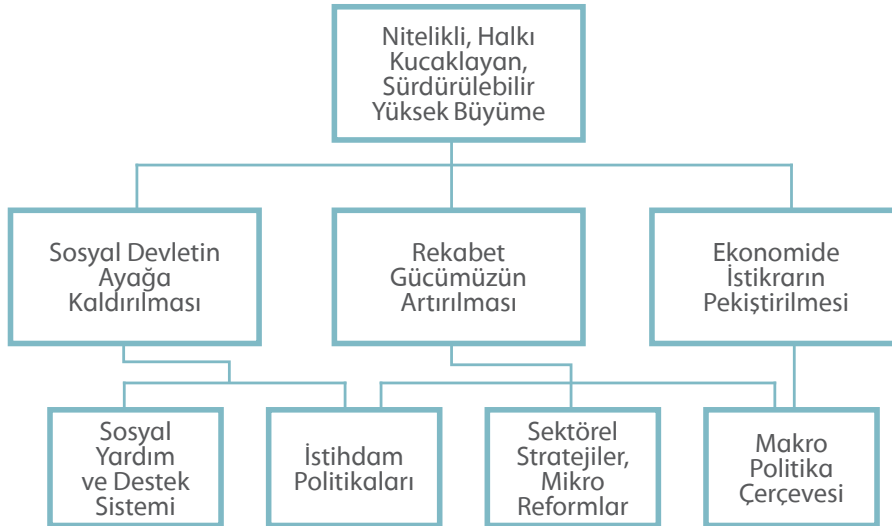 Nitelikli, Halkı
Kucaklayan,
Sürdürülebilir
Yüksek Büyüme
Sosyal Devletin
Ayağa
Kaldırılması
Rekabet
Gücümüzün
Artırılması
Ekonomide
İstikrarın
Pekiştirilmesi
Sosyal
Yardım
ve Destek
Sistemi
İstihdam
Politikaları
Sektörel
Stratejiler,
Mikro
Reformlar
Makro
Politika
Çerçevesi